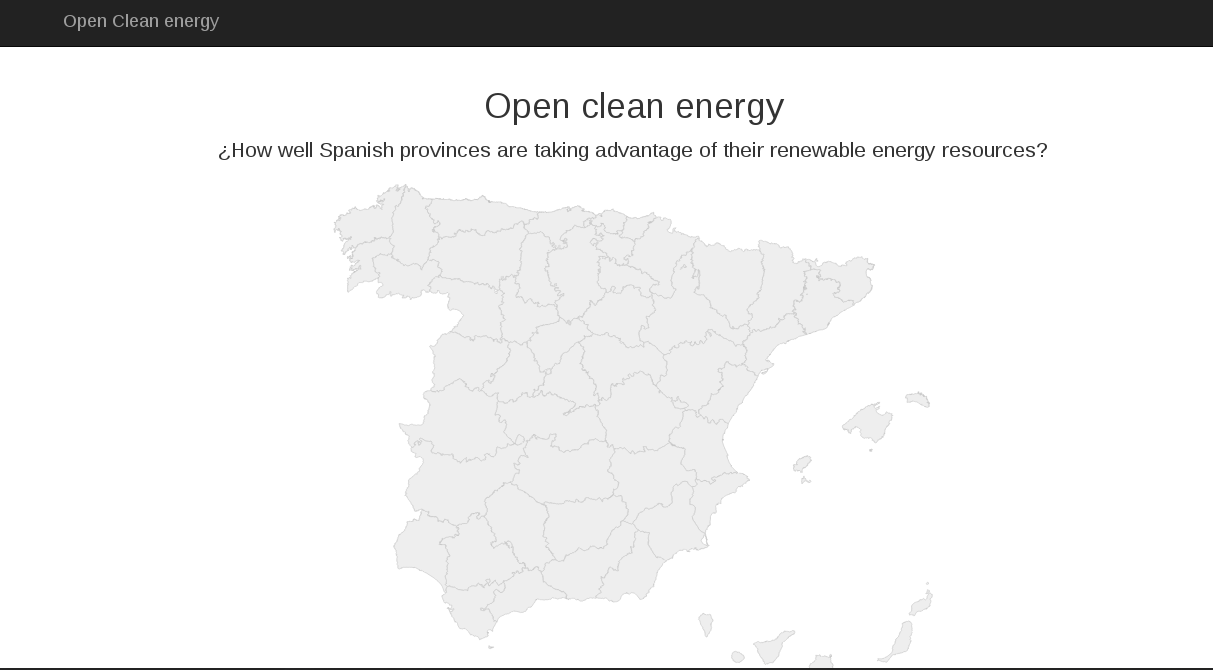 Open Clean energy
Open clean energy
¿How well Spanish provinces are taking advantage of their renewable energy resources?